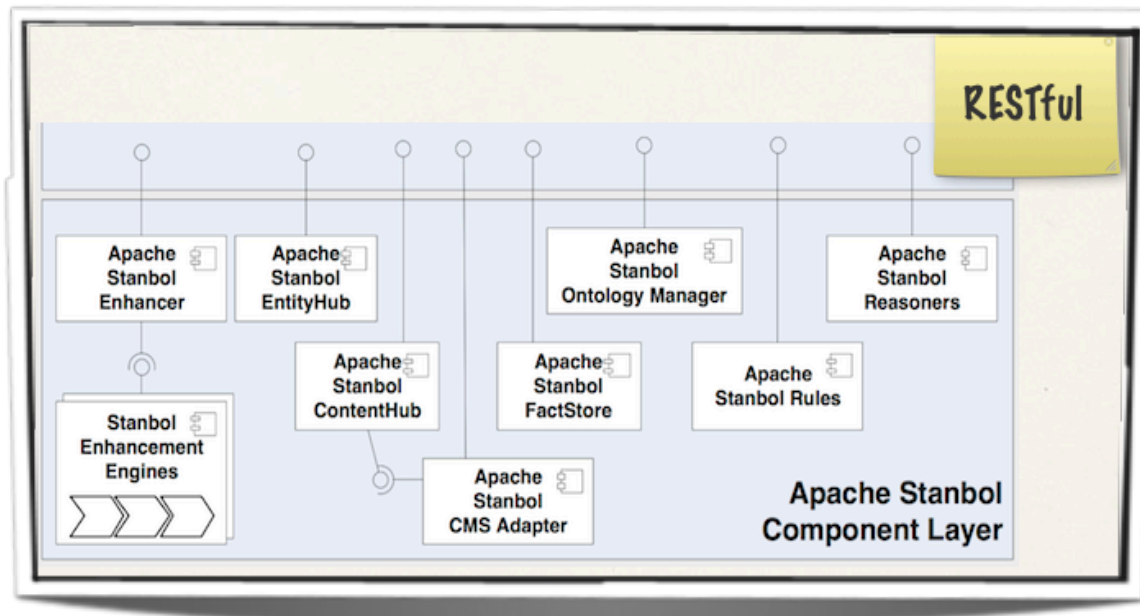 RESTful
Apache
Stanbol
Enhancer
Apache
Stanbol
EntityHub
Apache
Stanbol
Ontology Manager
Apache
Stanbol
Reasoners
Apache
Stanbol
ContentHub
Apache
Stanbol
FactStore
Apache
Stanbol Rules
Stanbol
Enhancement
Engines
Apache
Stanbol
CMS Adapter
Apache Stanbol
Component Layer